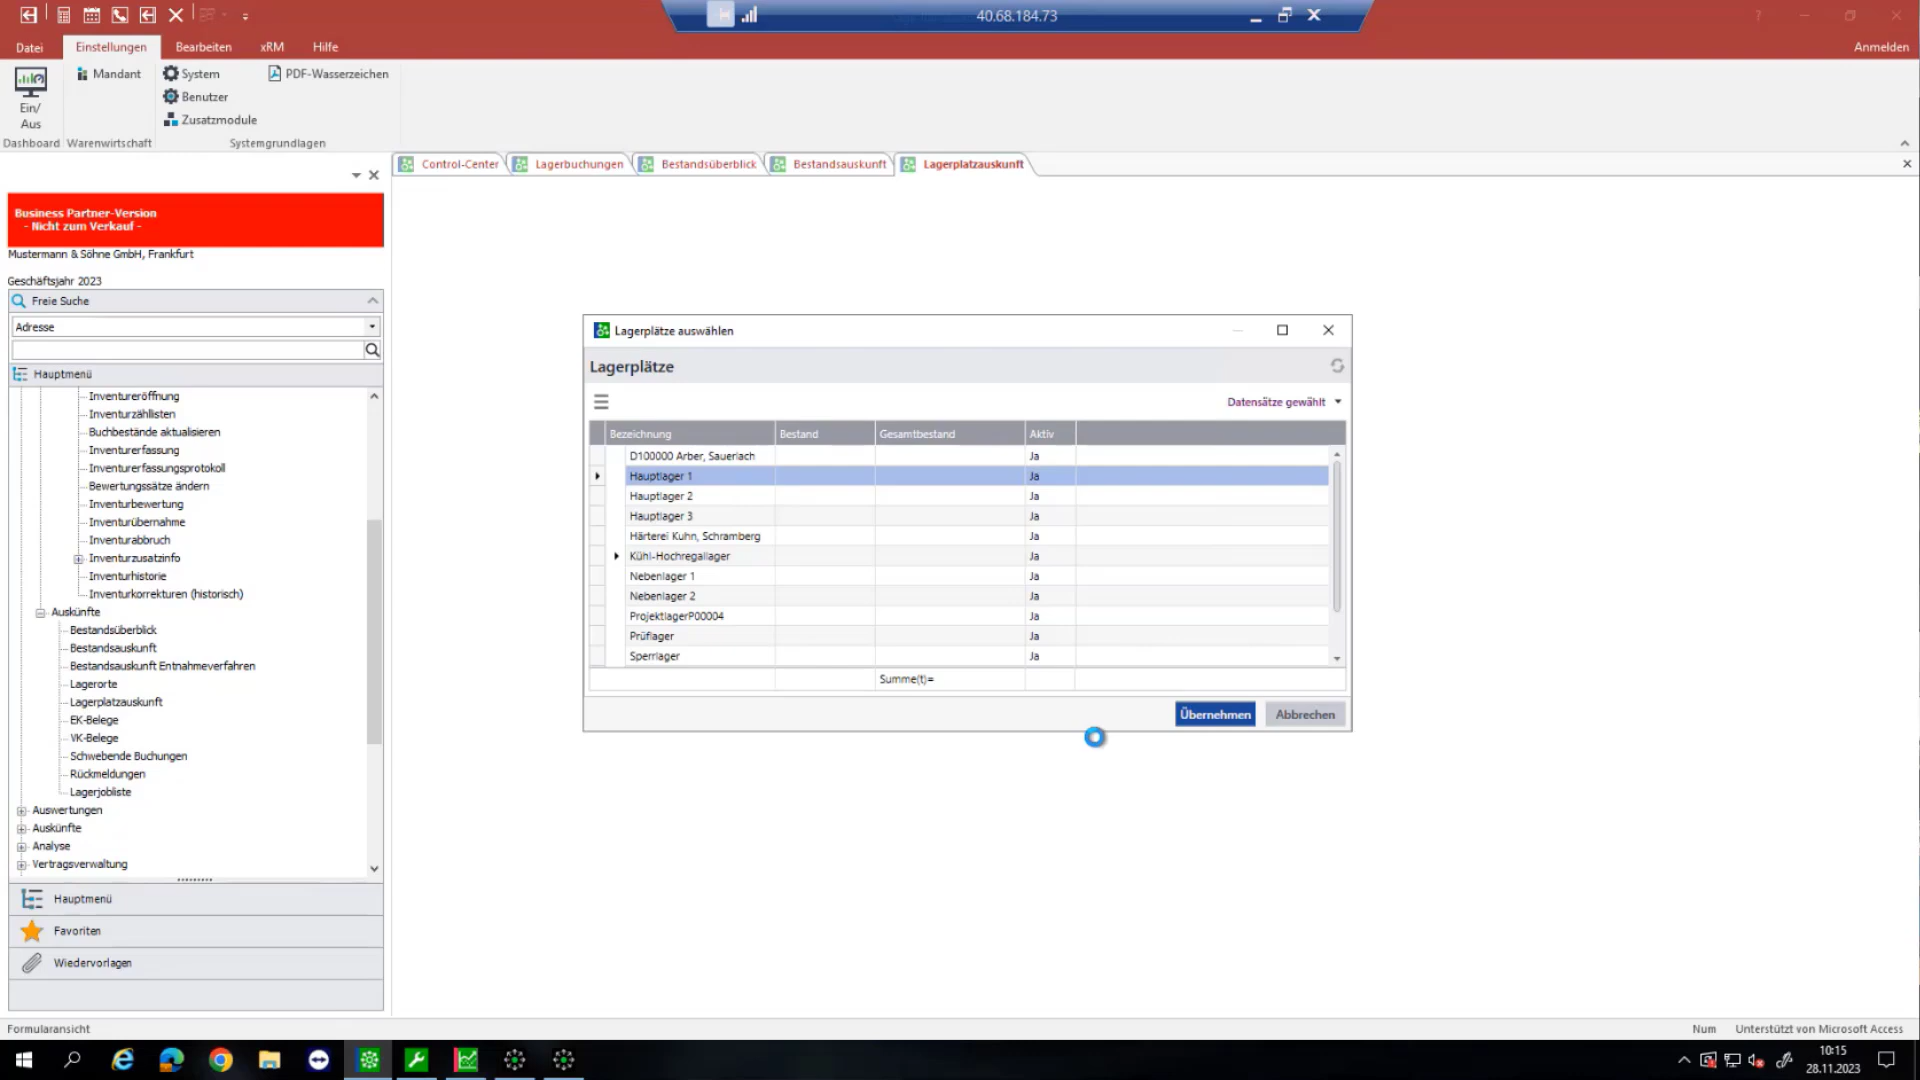 40.68.184.73
Datei
Einstellungen
Bearbeiten
xRM
Hilfe
Anmelden
Ein/
Aus
Mandant
System
Benutzer
Zusatzmodule
PDF-Wasserzeichen
Dashboard
Warenwirtschaft
Systemgrundlagen
Control-Center
Lagerbuchungen
Bestandsüberblick
Bestandsauskunft
Lagerplatzauskunft
Business Partner-Version
- Nicht zum Verkauf -
Mustermann & Söhne GmbH, Frankfurt
Geschäftsjahr 2023
Freie Suche
Adresse
Hauptmenü
Inventureröffnung
Inventurzähllisten
Buchbestände aktualisieren
Inventurerfassung
Inventurerfassungsprotokoll
Bewertungssätze ändern
Inventurbewertung
Inventurübernahme
Inventurabbruch
Inventurzusatzinfo
Inventurhistorie
Inventurkorrekturen (historisch)
Auskünfte
Bestandsüberblick
Bestandsauskunft
Bestandsauskunft Entnahmeverfahren
Lagerorte
Lagerplatzauskunft
EK-Belege
VK-Belege
Schwebende Buchungen
Rückmeldungen
Lagerjobliste
Auswertungen
Auskünfte
Analyse
Vertragsverwaltung
Hauptmenü
Favoriten
Wiedervorlagen
Lagerplätze auswählen
Lagerplätze
Datensätze gewählt
Bezeichnung Bestand Gesamtbestand Aktiv
D100000 Arber, Sauerlach Ja
Hauptlager 1 Ja
Hauptlager 2 Ja
Hauptlager 3 Ja
Härterei Kuhn, Schramberg Ja
Kühl-Hochregallager Ja
Nebenlager 1 Ja
Nebenlager 2 Ja
ProjektlagerP00004 Ja
Prüflager Ja
Sperrlager Ja
Summe(t)=
Übernehmen
Abbrechen
Formularansicht
Num
Unterstützt von Microsoft Access
10:15
28.11.2023